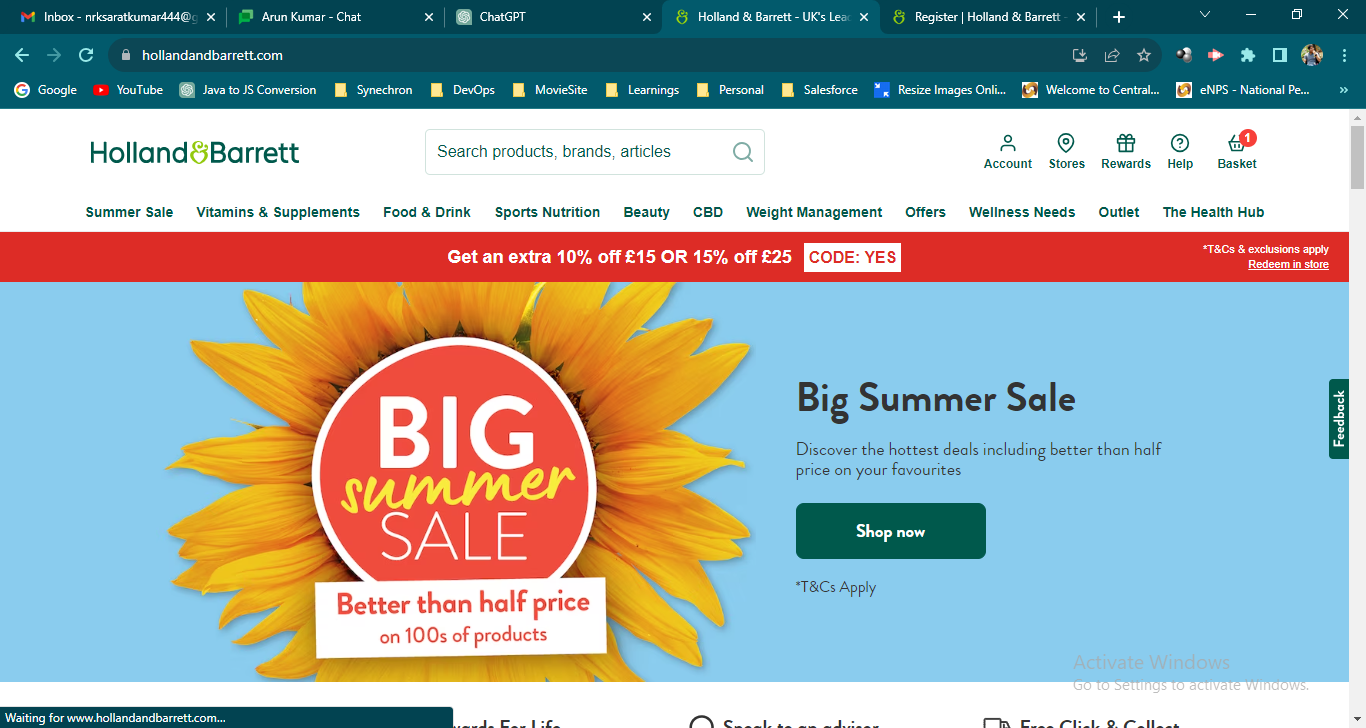 Inbox - nrksaratkumar444@g
Arun Kumar - Chat
ChatGPT
Holland & Barrett - UK's Lea
Register | Holland & Barrett -
hollandandbarrett.com
Google
YouTube
Java to JS Conversion
Synechron
DevOps
MovieSite
Learnings
Personal
Salesforce
Resize Images Onli...
Welcome to Central...
eNPS - National Pe...
Holland&Barrett
Search products, brands, articles
Account
Stores
Rewards
Help
1
Basket
Summer Sale
Vitamins & Supplements
Food & Drink
Sports Nutrition
Beauty
CBD
Weight Management
Offers
Wellness Needs
Outlet
The Health Hub
Get an extra 10% off £15 OR 15% off £25 CODE: YES
*T&Cs & exclusions apply
Redeem in store
BIG
summer
SALE
Better than half price
on 100s of products
Big Summer Sale
Discover the hottest deals including better than half
price on your favourites
Shop now
*T&Cs Apply
Feedback
Activate Windows
Go to Settings to activate Windows.
Waiting for www.hollandandbarrett.com...
For Life
Speak to an advisor
Free Click & Collect